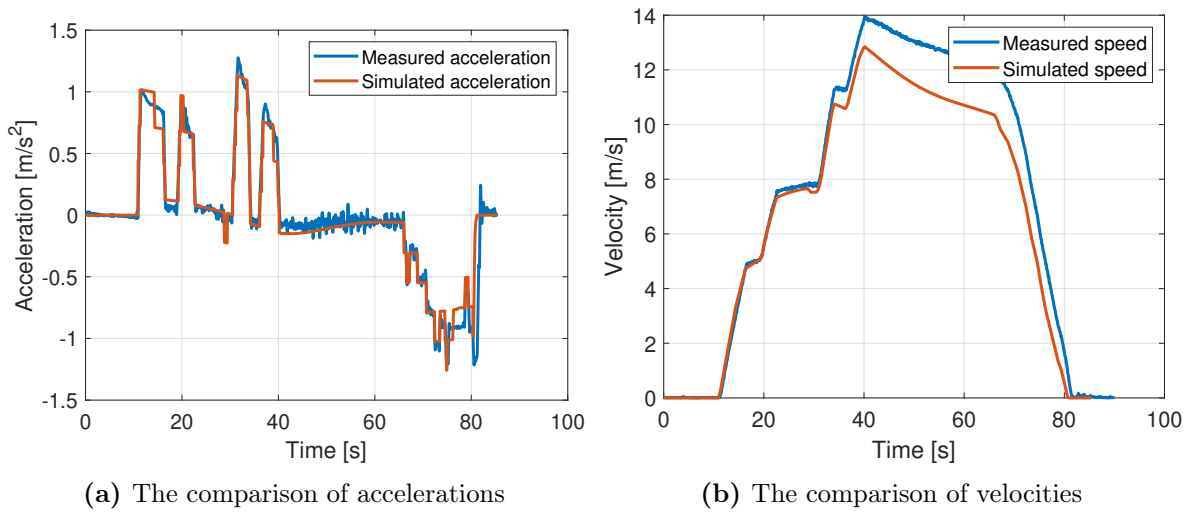 1.5
1
0.5
0
-0.5
-1
-1.5
Acceleration [m/s²]
Measured acceleration
Simulated acceleration
0 20 40 60 80 100
Time [s]
(a) The comparison of accelerations
14
12
10
8
6
4
2
0
Velocity [m/s]
Measured speed
Simulated speed
0 20 40 60 80 100
Time [s]
(b) The comparison of velocities